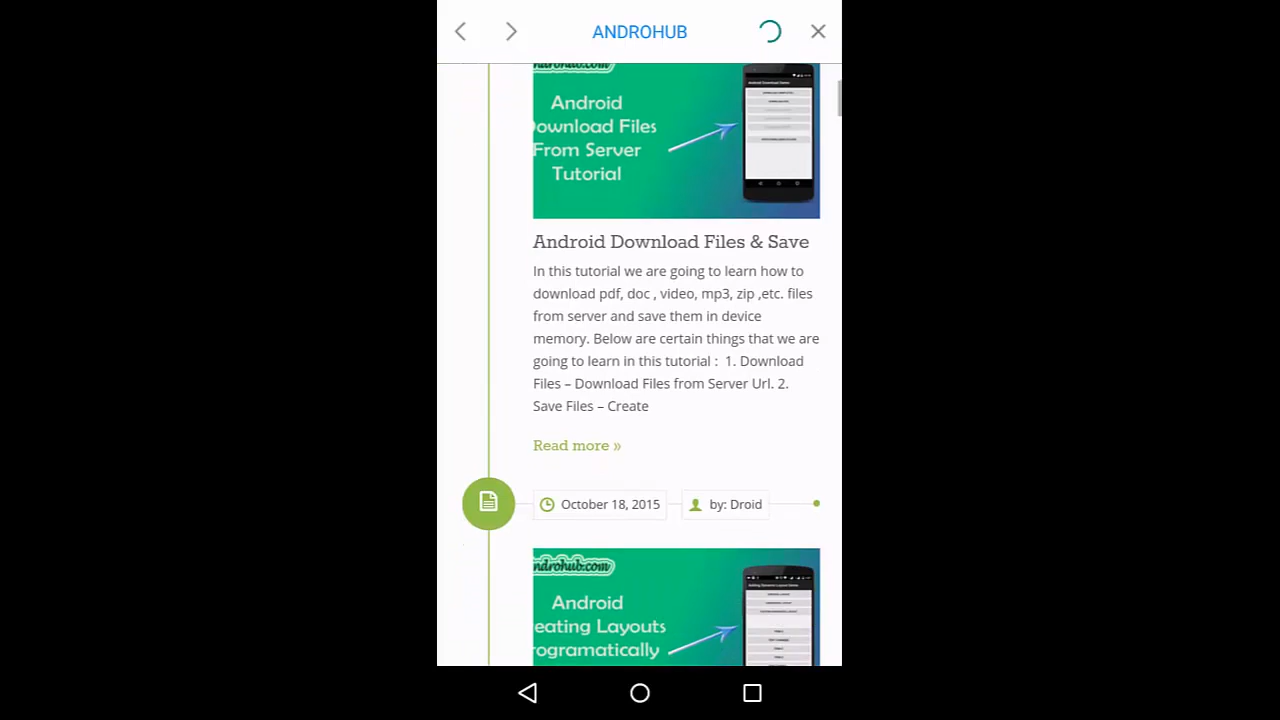 ANDROHUB
Android
Download Files
From Server
Tutorial
Android Download Files & Save
In this tutorial we are going to learn how to
download pdf, doc , video, mp3, zip ,etc. files
from server and save them in device
memory. Below are certain things that we are
going to learn in this tutorial :  1. Download
Files – Download Files from Server Url. 2.
Save Files – Create
Read more »
October 18, 2015
by: Droid
ndrohub.com
Android
eating Layouts
rogramatically